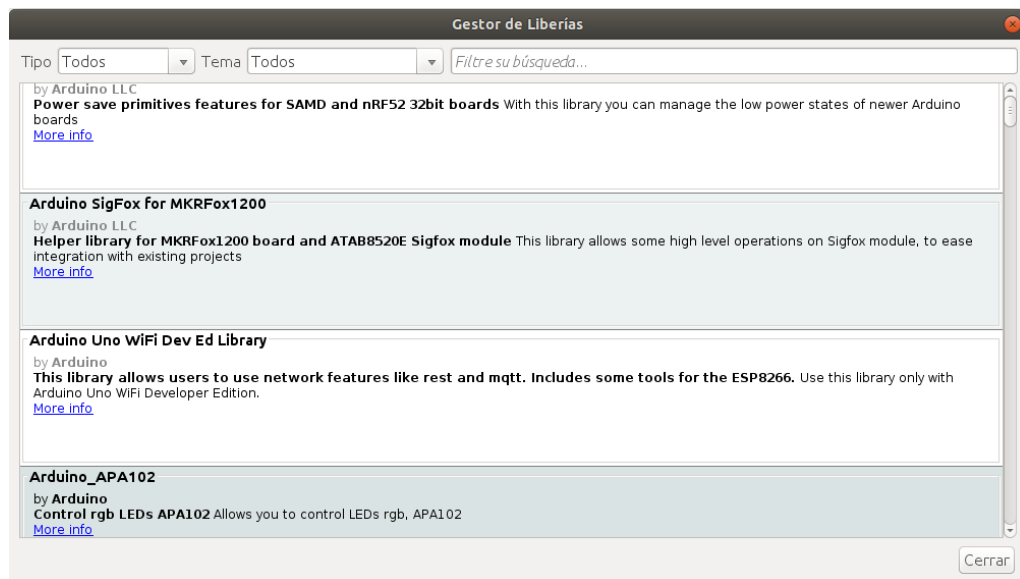 Gestor de Liberías
Tipo Todos Tema Todos Filtre su búsqueda...
by Arduino LLC
Power save primitives features for SAMD and nRF52 32bit boards With this library you can manage the low power states of newer Arduino
boards
More info
Arduino SigFox for MKRFox1200
by Arduino LLC
Helper library for MKRFox1200 board and ATAB8520E Sigfox module This library allows some high level operations on Sigfox module, to ease
integration with existing projects
More info
Arduino Uno WiFi Dev Ed Library
by Arduino
This library allows users to use network features like rest and mqtt. Includes some tools for the ESP8266. Use this library only with
Arduino Uno WiFi Developer Edition.
More info
Arduino_APA102
by Arduino
Control rgb LEDs APA102 Allows you to control LEDs rgb, APA102
More info
Cerrar